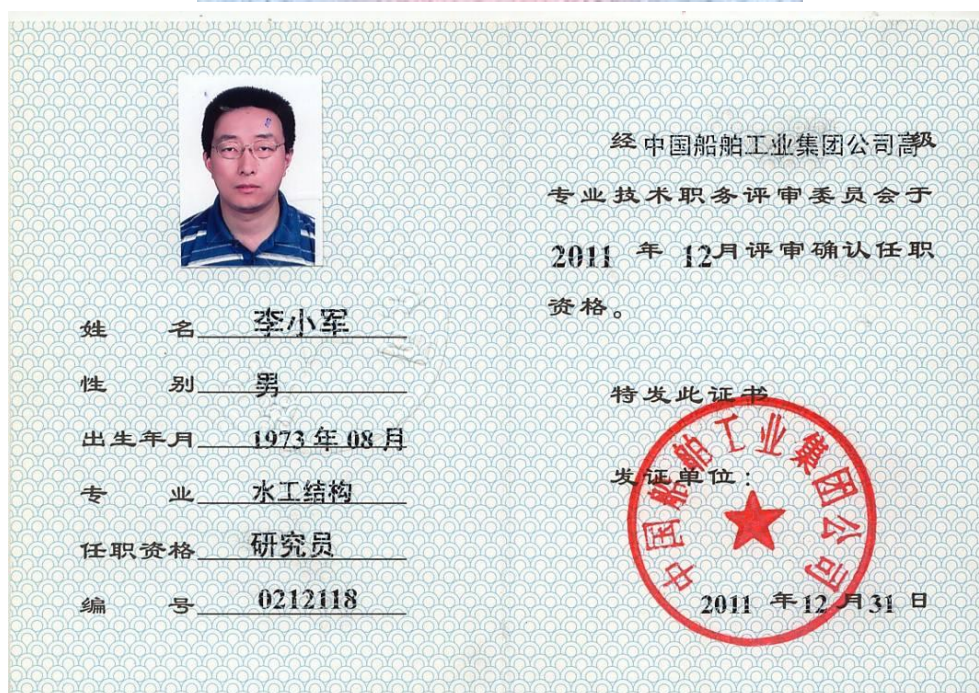 姓 名 李小军
性 别 男
出生年月 1973 年 08 月
专 业 水工结构
任职资格 研究员
编 号 0212118
经中国船舶工业集团公司高级
专业技术职务评审委员会于
2011 年 12月评审确认任职
资格。
特发此证书
发证单位：
中国船舶工业集团公司
2011 年12 月31 日